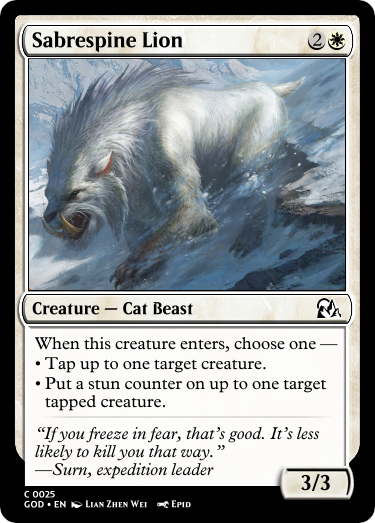 Sabrespine Lion 2
Creature — Cat Beast
When this creature enters, choose one —
• Tap up to one target creature.
• Put a stun counter on up to one target
tapped creature.
“If you freeze in fear, that’s good. It’s less
likely to kill you that way.”
—Surn, expedition leader
3/3
C 0025
GOD • EN Lian Zhen Wei Epid